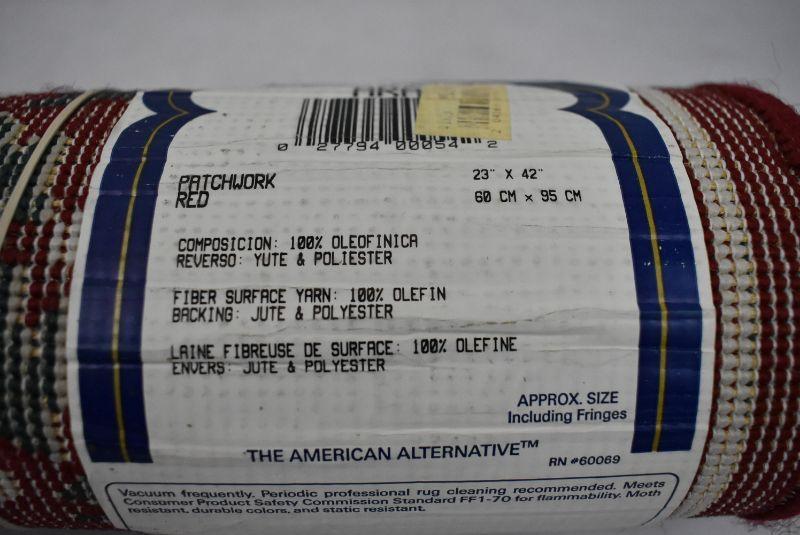 0 27794 00054 2
PATCHWORK
RED
23" X 42"
60 CM x 95 CM
COMPOSICION: 100% OLEOFINICA
REVERSO: YUTE & POLIESTER
FIBER SURFACE YARN: 100% OLEFIN
BACKING: JUTE & POLYESTER
LAINE FIBREUSE DE SURFACE: 100% OLEFINE
ENVERS: JUTE & POLYESTER
APPROX. SIZE
Including Fringes
THE AMERICAN ALTERNATIVE™
RN #60069
Vacuum frequently. Periodic professional rug cleaning recommended. Meets
Consumer Product Safety Commission Standard FF1-70 for flammability. Moth
resistant, durable colors, and static resistant.